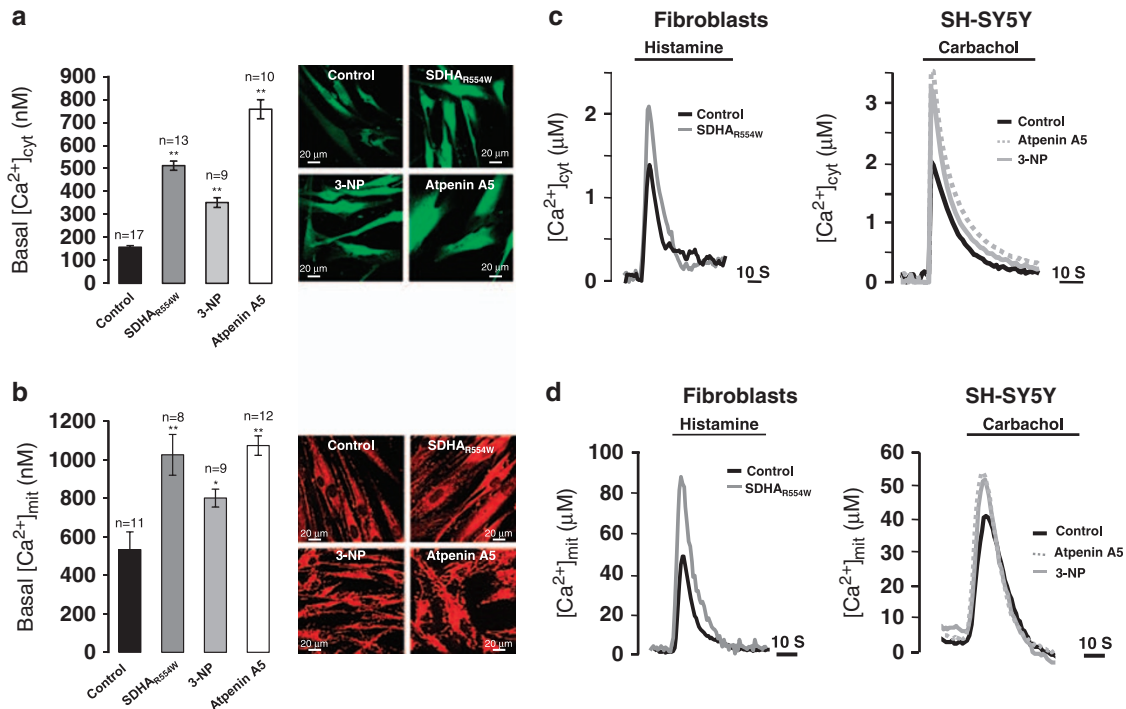 a
Basal [Ca²⁺]cyt (nM)
900
800
700
600
500
400
300
200
100
0
n=17
n=13
**
n=9
**
n=10
**
Control
SDHAR554W
3-NP
Atpenin A5
Control
20 µm
SDHAR554W
20 µm
3-NP
20 µm
Atpenin A5
20 µm
b
Basal [Ca²⁺]mit (nM)
1200
1000
800
600
400
200
0
n=11
n=8
**
n=9
*
n=12
**
Control
SDHAR554W
3-NP
Atpenin A5
Control
20 µm
SDHAR554W
20 µm
3-NP
20 µm
Atpenin A5
20 µm
c
Fibroblasts
Histamine
[Ca²⁺]cyt (µM)
2
1
0
Control
SDHAR554W
10 S
SH-SY5Y
Carbachol
[Ca²⁺]cyt (µM)
3
2
1
0
Control
Atpenin A5
3-NP
10 S
d
Fibroblasts
Histamine
[Ca²⁺]mit (µM)
100
80
60
40
20
0
Control
SDHAR554W
10 S
SH-SY5Y
Carbachol
[Ca²⁺]mit (µM)
60
50
40
30
20
10
0
Control
Atpenin A5
3-NP
10 S